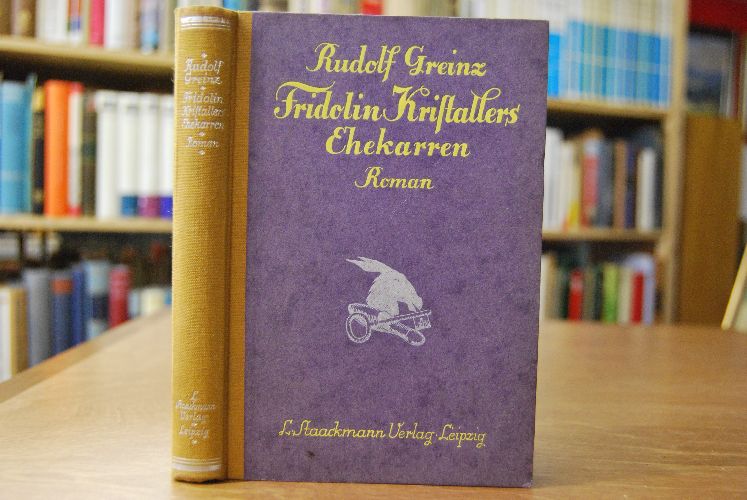 Rudolf
Greinz
Fridolin
Kriſtallers
Ehekarren
Roman
L.
Staackmann
Verlag
Leipzig
Rudolf Greinz
Fridolin Kriſtallers
Ehekarren
Roman
L. Staackmann Verlag · Leipzig